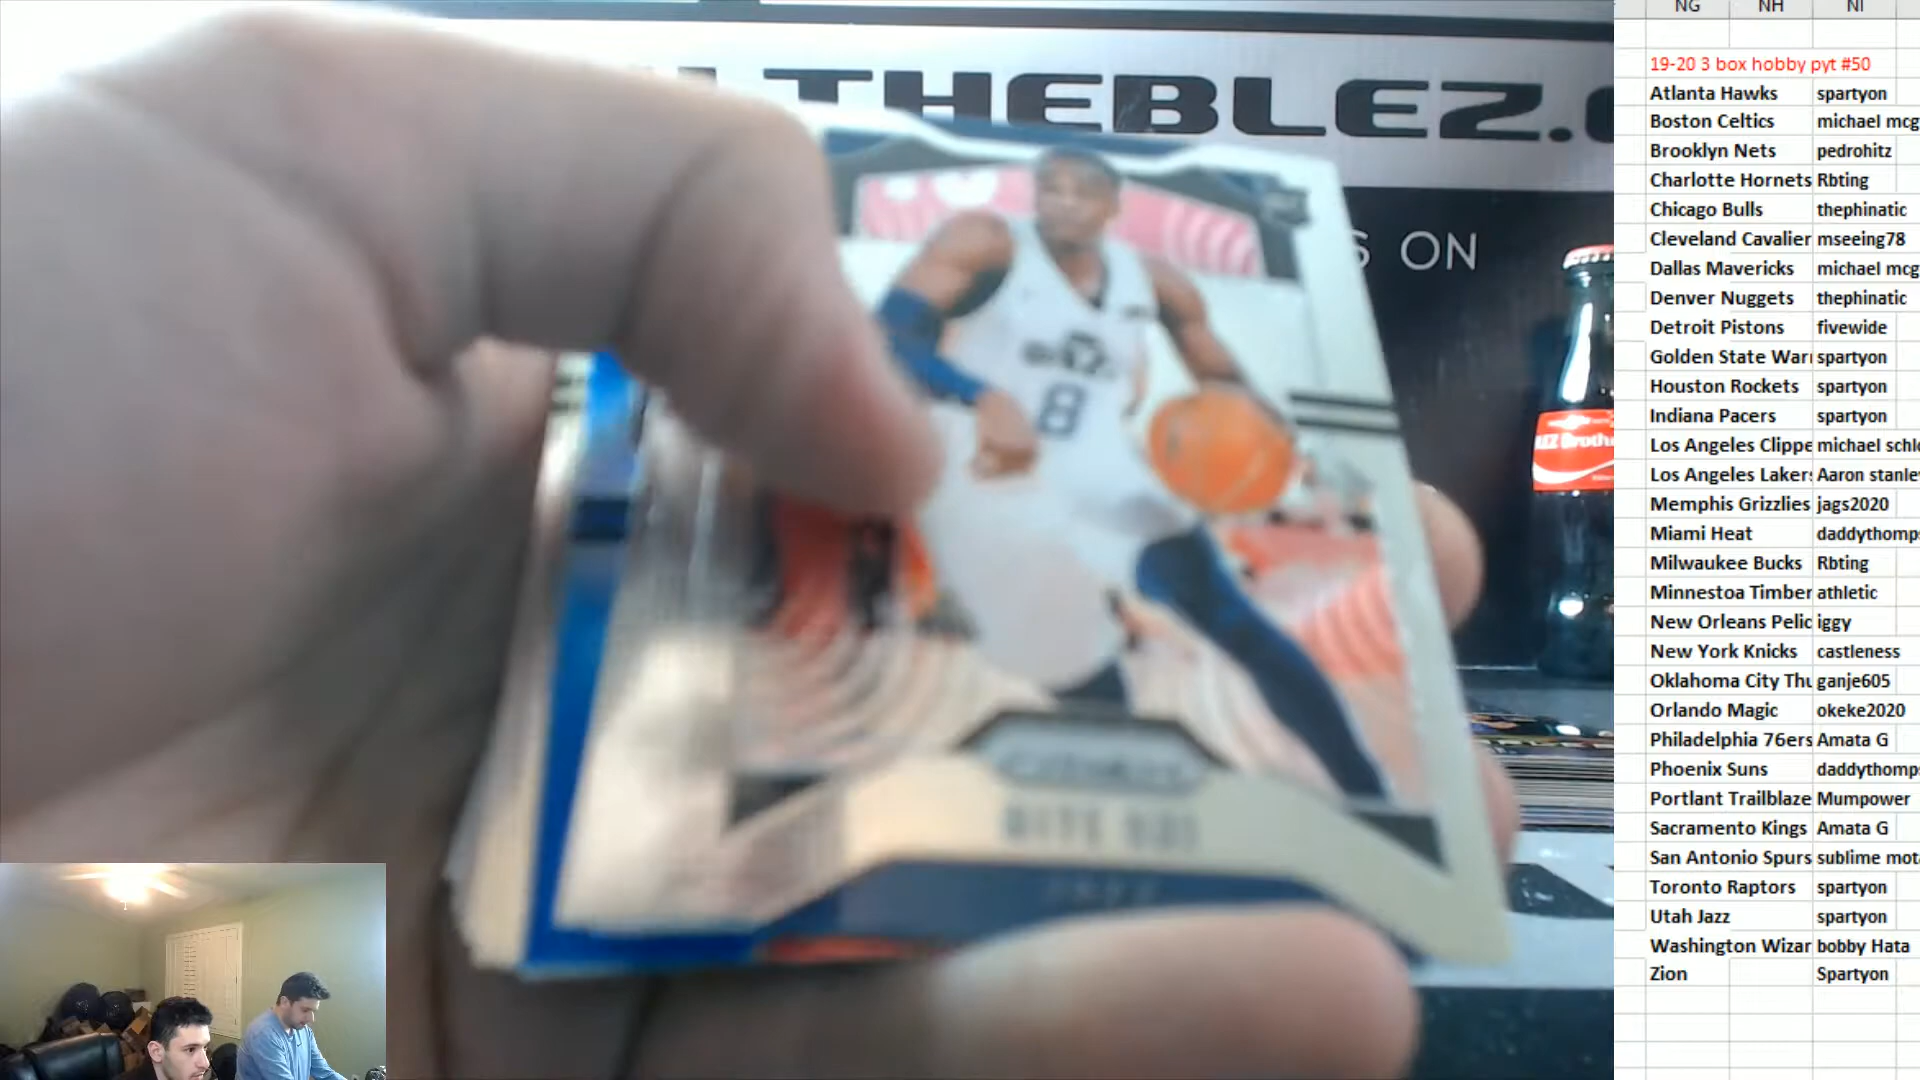 NG NH NI
19-20 3 box hobby pyt #50
Atlanta Hawks spartyon
Boston Celtics michael mcg
Brooklyn Nets pedrohitz
Charlotte Hornets Rbting
Chicago Bulls thephinatic
Cleveland Cavalier mseeing78
Dallas Mavericks michael mcg
Denver Nuggets thephinatic
Detroit Pistons fivewide
Golden State Warr spartyon
Houston Rockets spartyon
Indiana Pacers spartyon
Los Angeles Clippe michael schl
Los Angeles Lakers Aaron stanle
Memphis Grizzlies jags2020
Miami Heat daddythomp
Milwaukee Bucks Rbting
Minnestoa Timber athletic
New Orleans Pelic iggy
New York Knicks castleness
Oklahoma City Thu ganje605
Orlando Magic okeke2020
Philadelphia 76ers Amata G
Phoenix Suns daddythomp
Portlant Trailblaze Mumpower
Sacramento Kings Amata G
San Antonio Spurs sublime mot
Toronto Raptors spartyon
Utah Jazz spartyon
Washington Wizar bobby Hata
Zion Spartyon
THEBLEZ.
S ON
8